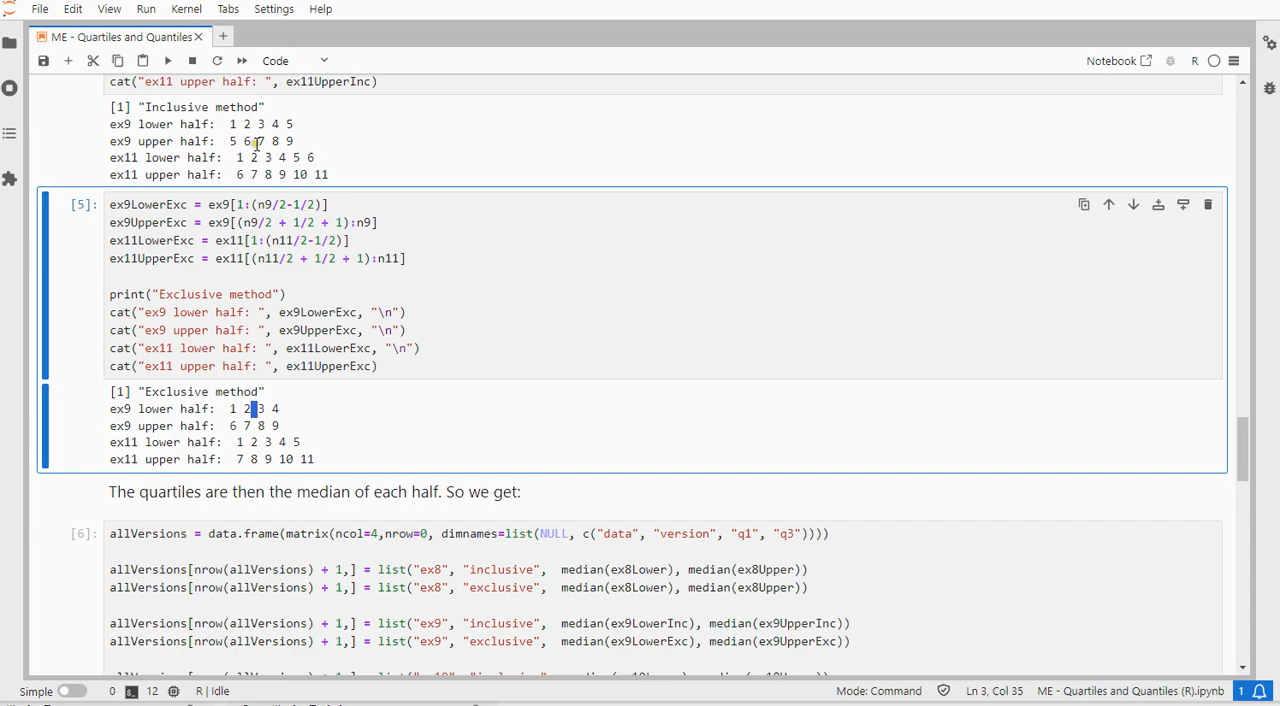 File Edit View Run Kernel Tabs Settings Help
ME - Quartiles and Quantiles
Code
Notebook R
cat("ex11 upper half: ", ex11UpperInc)
[1] "Inclusive method"
ex9 lower half:  1 2 3 4 5
ex9 upper half:  5 6 7 8 9
ex11 lower half:  1 2 3 4 5 6
ex11 upper half:  6 7 8 9 10 11
[5]: ex9LowerExc = ex9[1:(n9/2-1/2)]
ex9UpperExc = ex9[(n9/2 + 1/2 + 1):n9]
ex11LowerExc = ex11[1:(n11/2-1/2)]
ex11UpperExc = ex11[(n11/2 + 1/2 + 1):n11]
print("Exclusive method")
cat("ex9 lower half: ", ex9LowerExc, "\n")
cat("ex9 upper half: ", ex9UpperExc, "\n")
cat("ex11 lower half: ", ex11LowerExc, "\n")
cat("ex11 upper half: ", ex11UpperExc)
[1] "Exclusive method"
ex9 lower half:  1 2 3 4
ex9 upper half:  6 7 8 9
ex11 lower half:  1 2 3 4 5
ex11 upper half:  7 8 9 10 11
The quartiles are then the median of each half. So we get:
[6]: allVersions = data.frame(matrix(ncol=4,nrow=0, dimnames=list(NULL, c("data", "version", "q1", "q3"))))
allVersions[nrow(allVersions) + 1,] = list("ex8", "inclusive",  median(ex8Lower), median(ex8Upper))
allVersions[nrow(allVersions) + 1,] = list("ex8", "exclusive",  median(ex8Lower), median(ex8Upper))
allVersions[nrow(allVersions) + 1,] = list("ex9", "inclusive",  median(ex9LowerInc), median(ex9UpperInc))
allVersions[nrow(allVersions) + 1,] = list("ex9", "exclusive",  median(ex9LowerExc), median(ex9UpperExc))
Simple 0 12 R | Idle Mode: Command Ln 3, Col 35 ME - Quartiles and Quantiles (R).ipynb 1